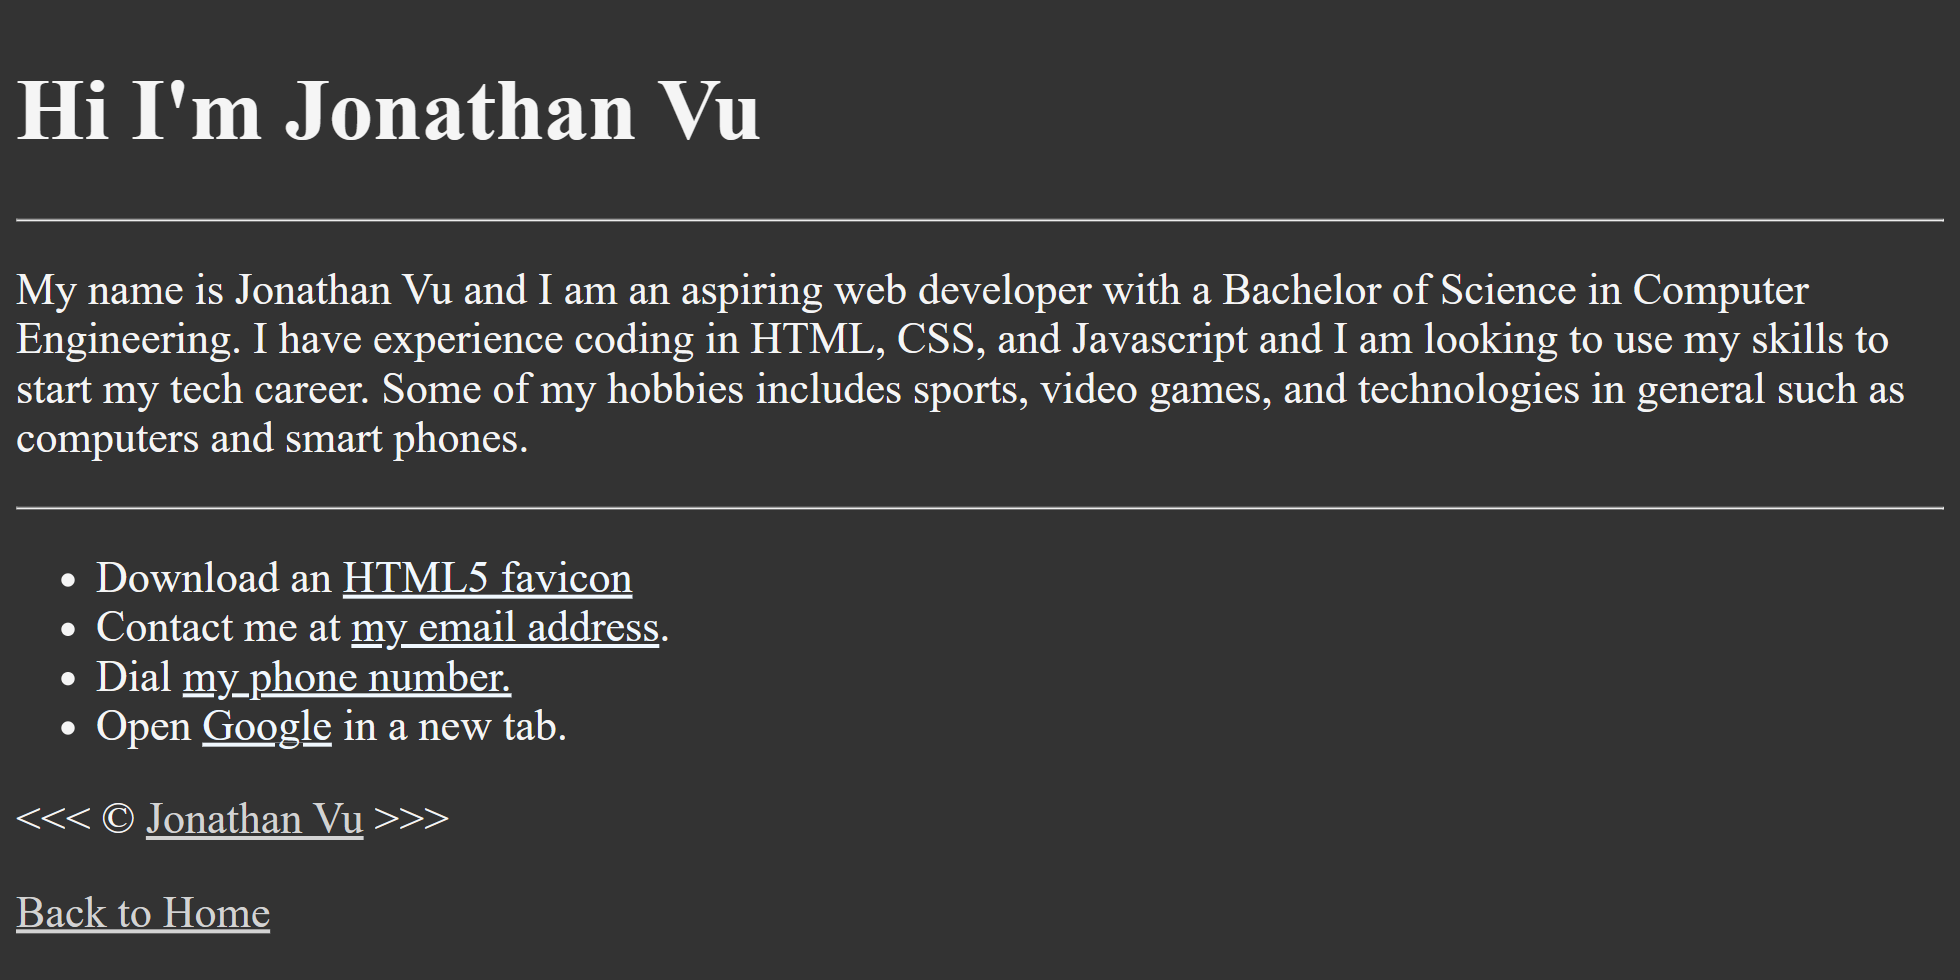 Hi I'm Jonathan Vu
My name is Jonathan Vu and I am an aspiring web developer with a Bachelor of Science in Computer
Engineering. I have experience coding in HTML, CSS, and Javascript and I am looking to use my skills to
start my tech career. Some of my hobbies includes sports, video games, and technologies in general such as
computers and smart phones.
• Download an HTML5 favicon
• Contact me at my email address.
• Dial my phone number.
• Open Google in a new tab.
<<< © Jonathan Vu >>>
Back to Home